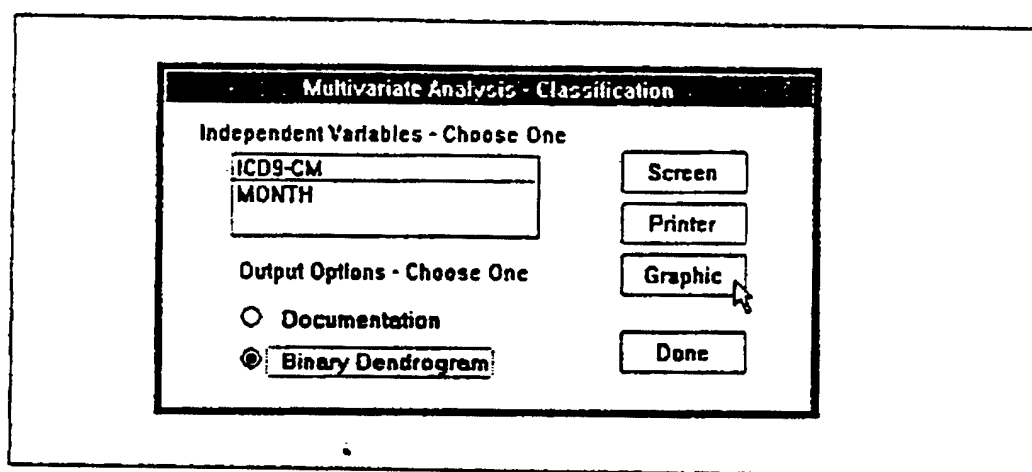 Multivariate Analysis - Classification
Independent Variables - Choose One
ICD9-CM
MONTH
Screen
Printer
Graphic
Output Options - Choose One
Documentation
Binary Dendrogram
Done